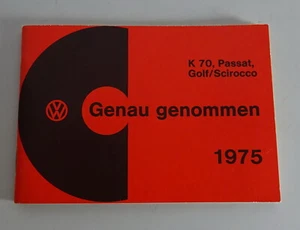 K 70, Passat,
Golf/Scirocco
VW
Genau genommen
1975